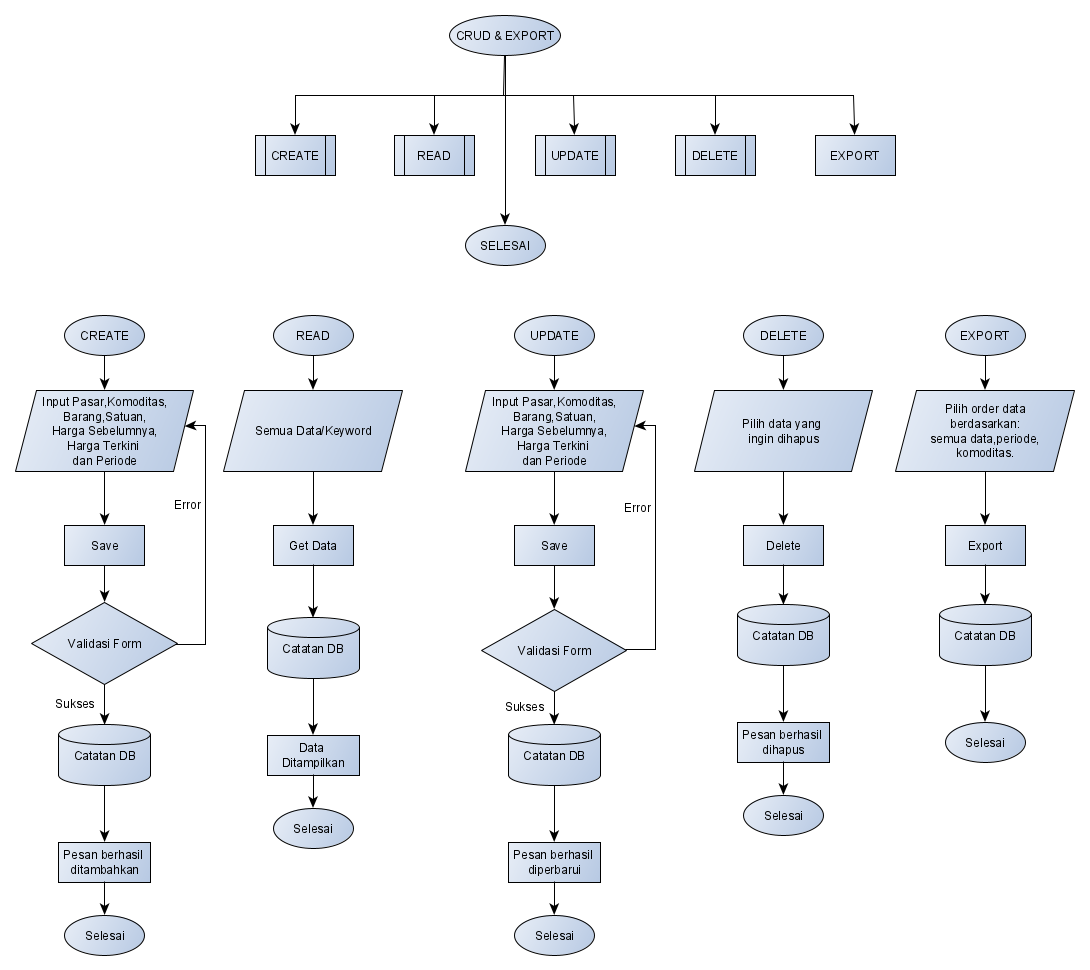 CRUD & EXPORT
CREATE
READ
UPDATE
DELETE
EXPORT
SELESAI
CREATE
Input Pasar,Komoditas,
Barang,Satuan,
Harga Sebelumnya,
Harga Terkini
dan Periode
Error
Save
Validasi Form
Sukses
Catatan DB
Pesan berhasil
ditambahkan
Selesai
READ
Semua Data/Keyword
Get Data
Catatan DB
Data
Ditampilkan
Selesai
UPDATE
Input Pasar,Komoditas,
Barang,Satuan,
Harga Sebelumnya,
Harga Terkini
dan Periode
Error
Save
Validasi Form
Sukses
Catatan DB
Pesan berhasil
diperbarui
Selesai
DELETE
Pilih data yang
ingin dihapus
Delete
Catatan DB
Pesan berhasil
dihapus
Selesai
EXPORT
Pilih order data
berdasarkan:
semua data,periode,
komoditas.
Export
Catatan DB
Selesai